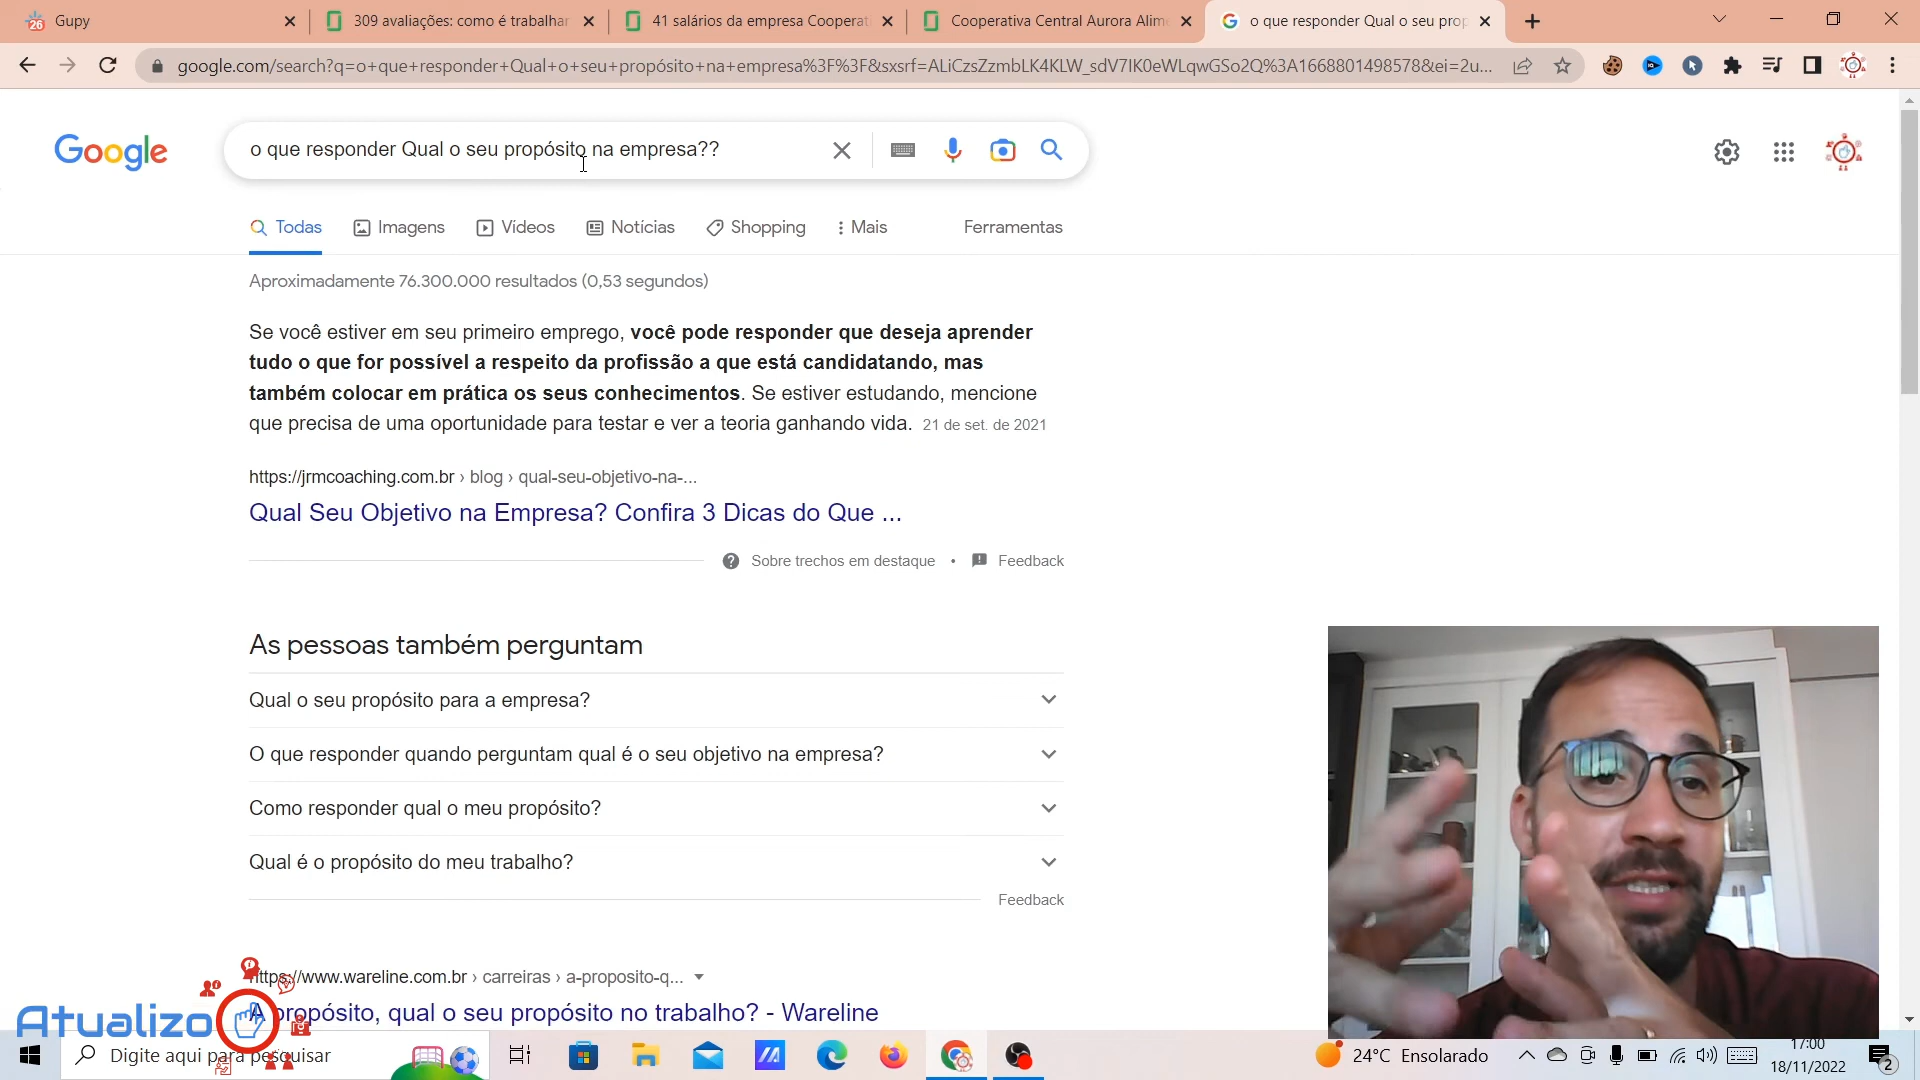 Gupy
309 avaliações: como é trabalhar
41 salários da empresa Cooperati
Cooperativa Central Aurora Alime
o que responder Qual o seu prop
google.com/search?q=o+que+responder+Qual+o+seu+propósito+na+empresa%3F%3F&sxsrf=ALiCzsZzmbLK4KLW_sdV7IK0eWLqwGSo2Q%3A1668801498578&ei=2u...
Google
o que responder Qual o seu propósito na empresa??
Todas
Imagens
Vídeos
Notícias
Shopping
Mais
Ferramentas
Aproximadamente 76.300.000 resultados (0,53 segundos)
Se você estiver em seu primeiro emprego, você pode responder que deseja aprender
tudo o que for possível a respeito da profissão a que está candidatando, mas
também colocar em prática os seus conhecimentos. Se estiver estudando, mencione
que precisa de uma oportunidade para testar e ver a teoria ganhando vida. 21 de set. de 2021
https://jrmcoaching.com.br › blog › qual-seu-objetivo-na-...
Qual Seu Objetivo na Empresa? Confira 3 Dicas do Que ...
Sobre trechos em destaque • Feedback
As pessoas também perguntam
Qual o seu propósito para a empresa?
O que responder quando perguntam qual é o seu objetivo na empresa?
Como responder qual o meu propósito?
Qual é o propósito do meu trabalho?
Feedback
https://www.wareline.com.br › carreiras › a-proposito-q...
A propósito, qual o seu propósito no trabalho? - Wareline
Atualizo
Digite aqui para pesquisar
24°C Ensolarado
17:00
18/11/2022
2